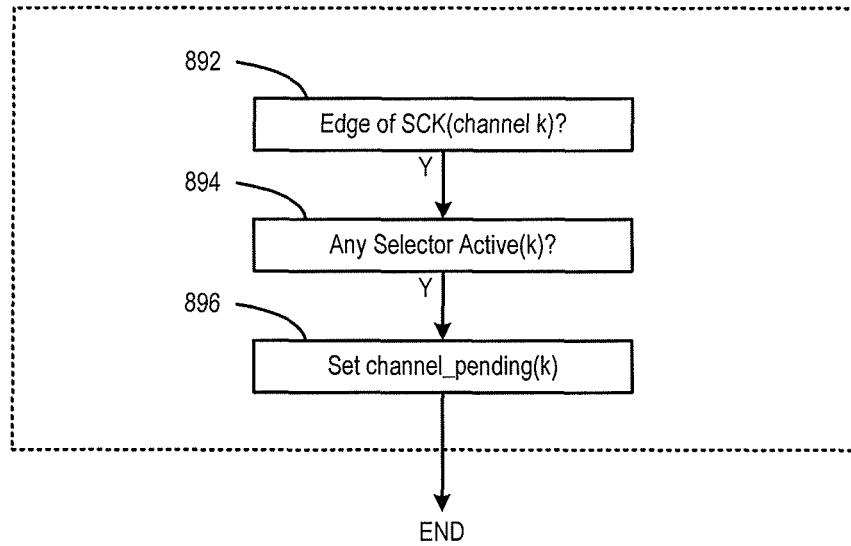 892
Edge of SCK(channel k)?
Y
894
Any Selector Active(k)?
Y
896
Set channel_pending(k)
END